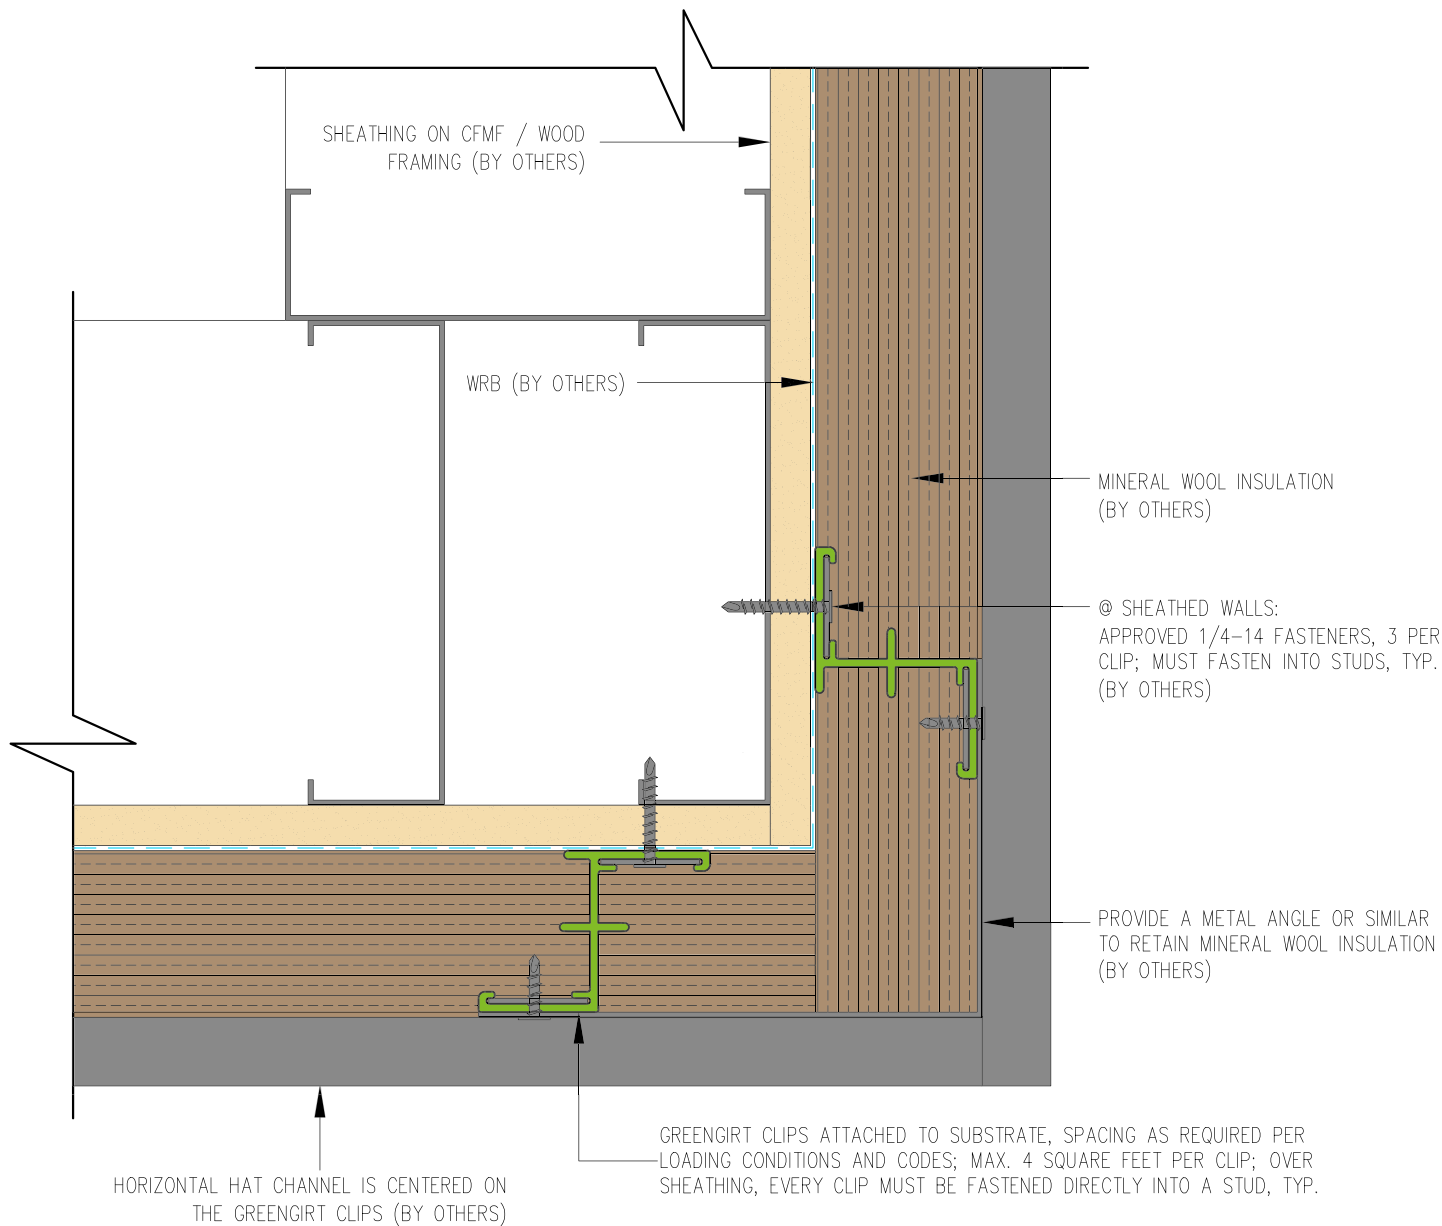 SHEATHING ON CFMF / WOOD
FRAMING (BY OTHERS)
WRB (BY OTHERS)
MINERAL WOOL INSULATION
(BY OTHERS)
@ SHEATHED WALLS:
APPROVED 1/4-14 FASTENERS, 3 PER
CLIP; MUST FASTEN INTO STUDS, TYP.
(BY OTHERS)
PROVIDE A METAL ANGLE OR SIMILAR
TO RETAIN MINERAL WOOL INSULATION
(BY OTHERS)
GREENGIRT CLIPS ATTACHED TO SUBSTRATE, SPACING AS REQUIRED PER
LOADING CONDITIONS AND CODES; MAX. 4 SQUARE FEET PER CLIP; OVER
SHEATHING, EVERY CLIP MUST BE FASTENED DIRECTLY INTO A STUD, TYP.
HORIZONTAL HAT CHANNEL IS CENTERED ON
THE GREENGIRT CLIPS (BY OTHERS)